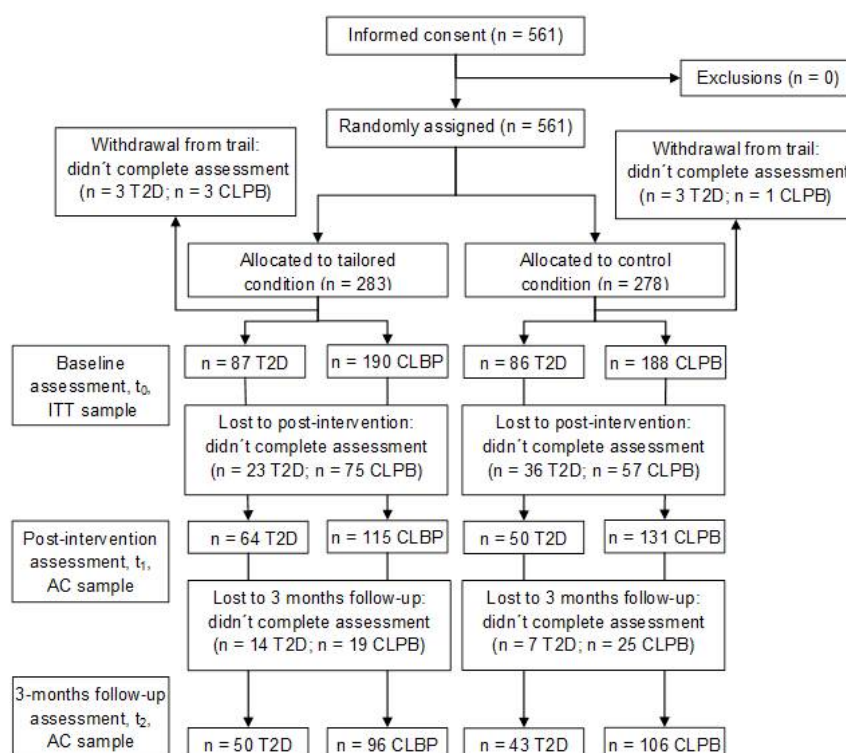 Informed consent (n = 561)
Exclusions (n = 0)
Randomly assigned (n = 561)
Withdrawal from trail:
didn´t complete assessment
(n = 3 T2D; n = 3 CLPB)
Withdrawal from trail:
didn´t complete assessment
(n = 3 T2D; n = 1 CLPB)
Allocated to tailored
condition (n = 283)
Allocated to control
condition (n = 278)
Baseline
assessment, t0,
ITT sample
n = 87 T2D
n = 190 CLBP
n = 86 T2D
n = 188 CLPB
Lost to post-intervention:
didn´t complete assessment
(n = 23 T2D; n = 75 CLPB)
Lost to post-intervention:
didn´t complete assessment
(n = 36 T2D; n = 57 CLPB)
Post-intervention
assessment, t1,
AC sample
n = 64 T2D
n = 115 CLBP
n = 50 T2D
n = 131 CLPB
Lost to 3 months follow-up:
didn´t complete assessment
(n = 14 T2D; n = 19 CLPB)
Lost to 3 months follow-up:
didn´t complete assessment
(n = 7 T2D; n = 25 CLPB)
3-months follow-up
assessment, t2,
AC sample
n = 50 T2D
n = 96 CLBP
n = 43 T2D
n = 106 CLPB